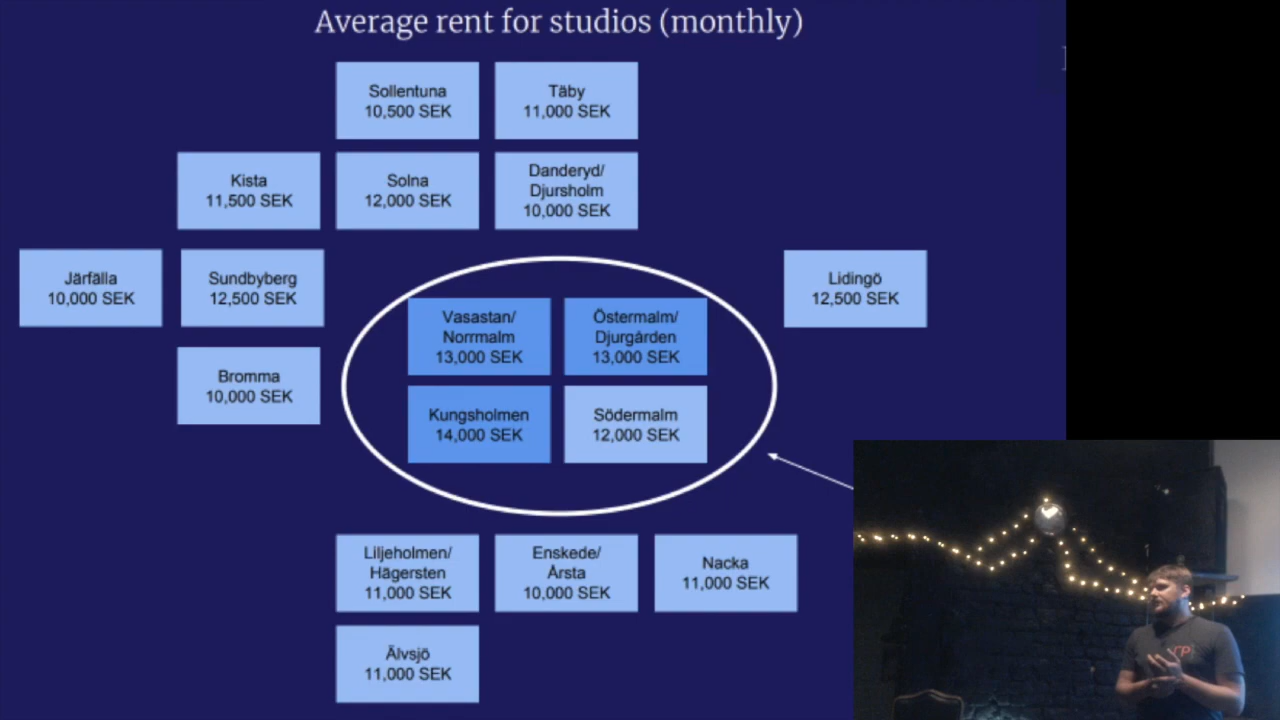 Average rent for studios (monthly)
Sollentuna
10,500 SEK
Täby
11,000 SEK
Kista
11,500 SEK
Solna
12,000 SEK
Danderyd/
Djursholm
10,000 SEK
Järfälla
10,000 SEK
Sundbyberg
12,500 SEK
Lidingö
12,500 SEK
Vasastan/
Norrmalm
13,000 SEK
Östermalm/
Djurgården
13,000 SEK
Bromma
10,000 SEK
Kungsholmen
14,000 SEK
Södermalm
12,000 SEK
Liljeholmen/
Hägersten
11,000 SEK
Enskede/
Årsta
10,000 SEK
Nacka
11,000 SEK
Älvsjö
11,000 SEK